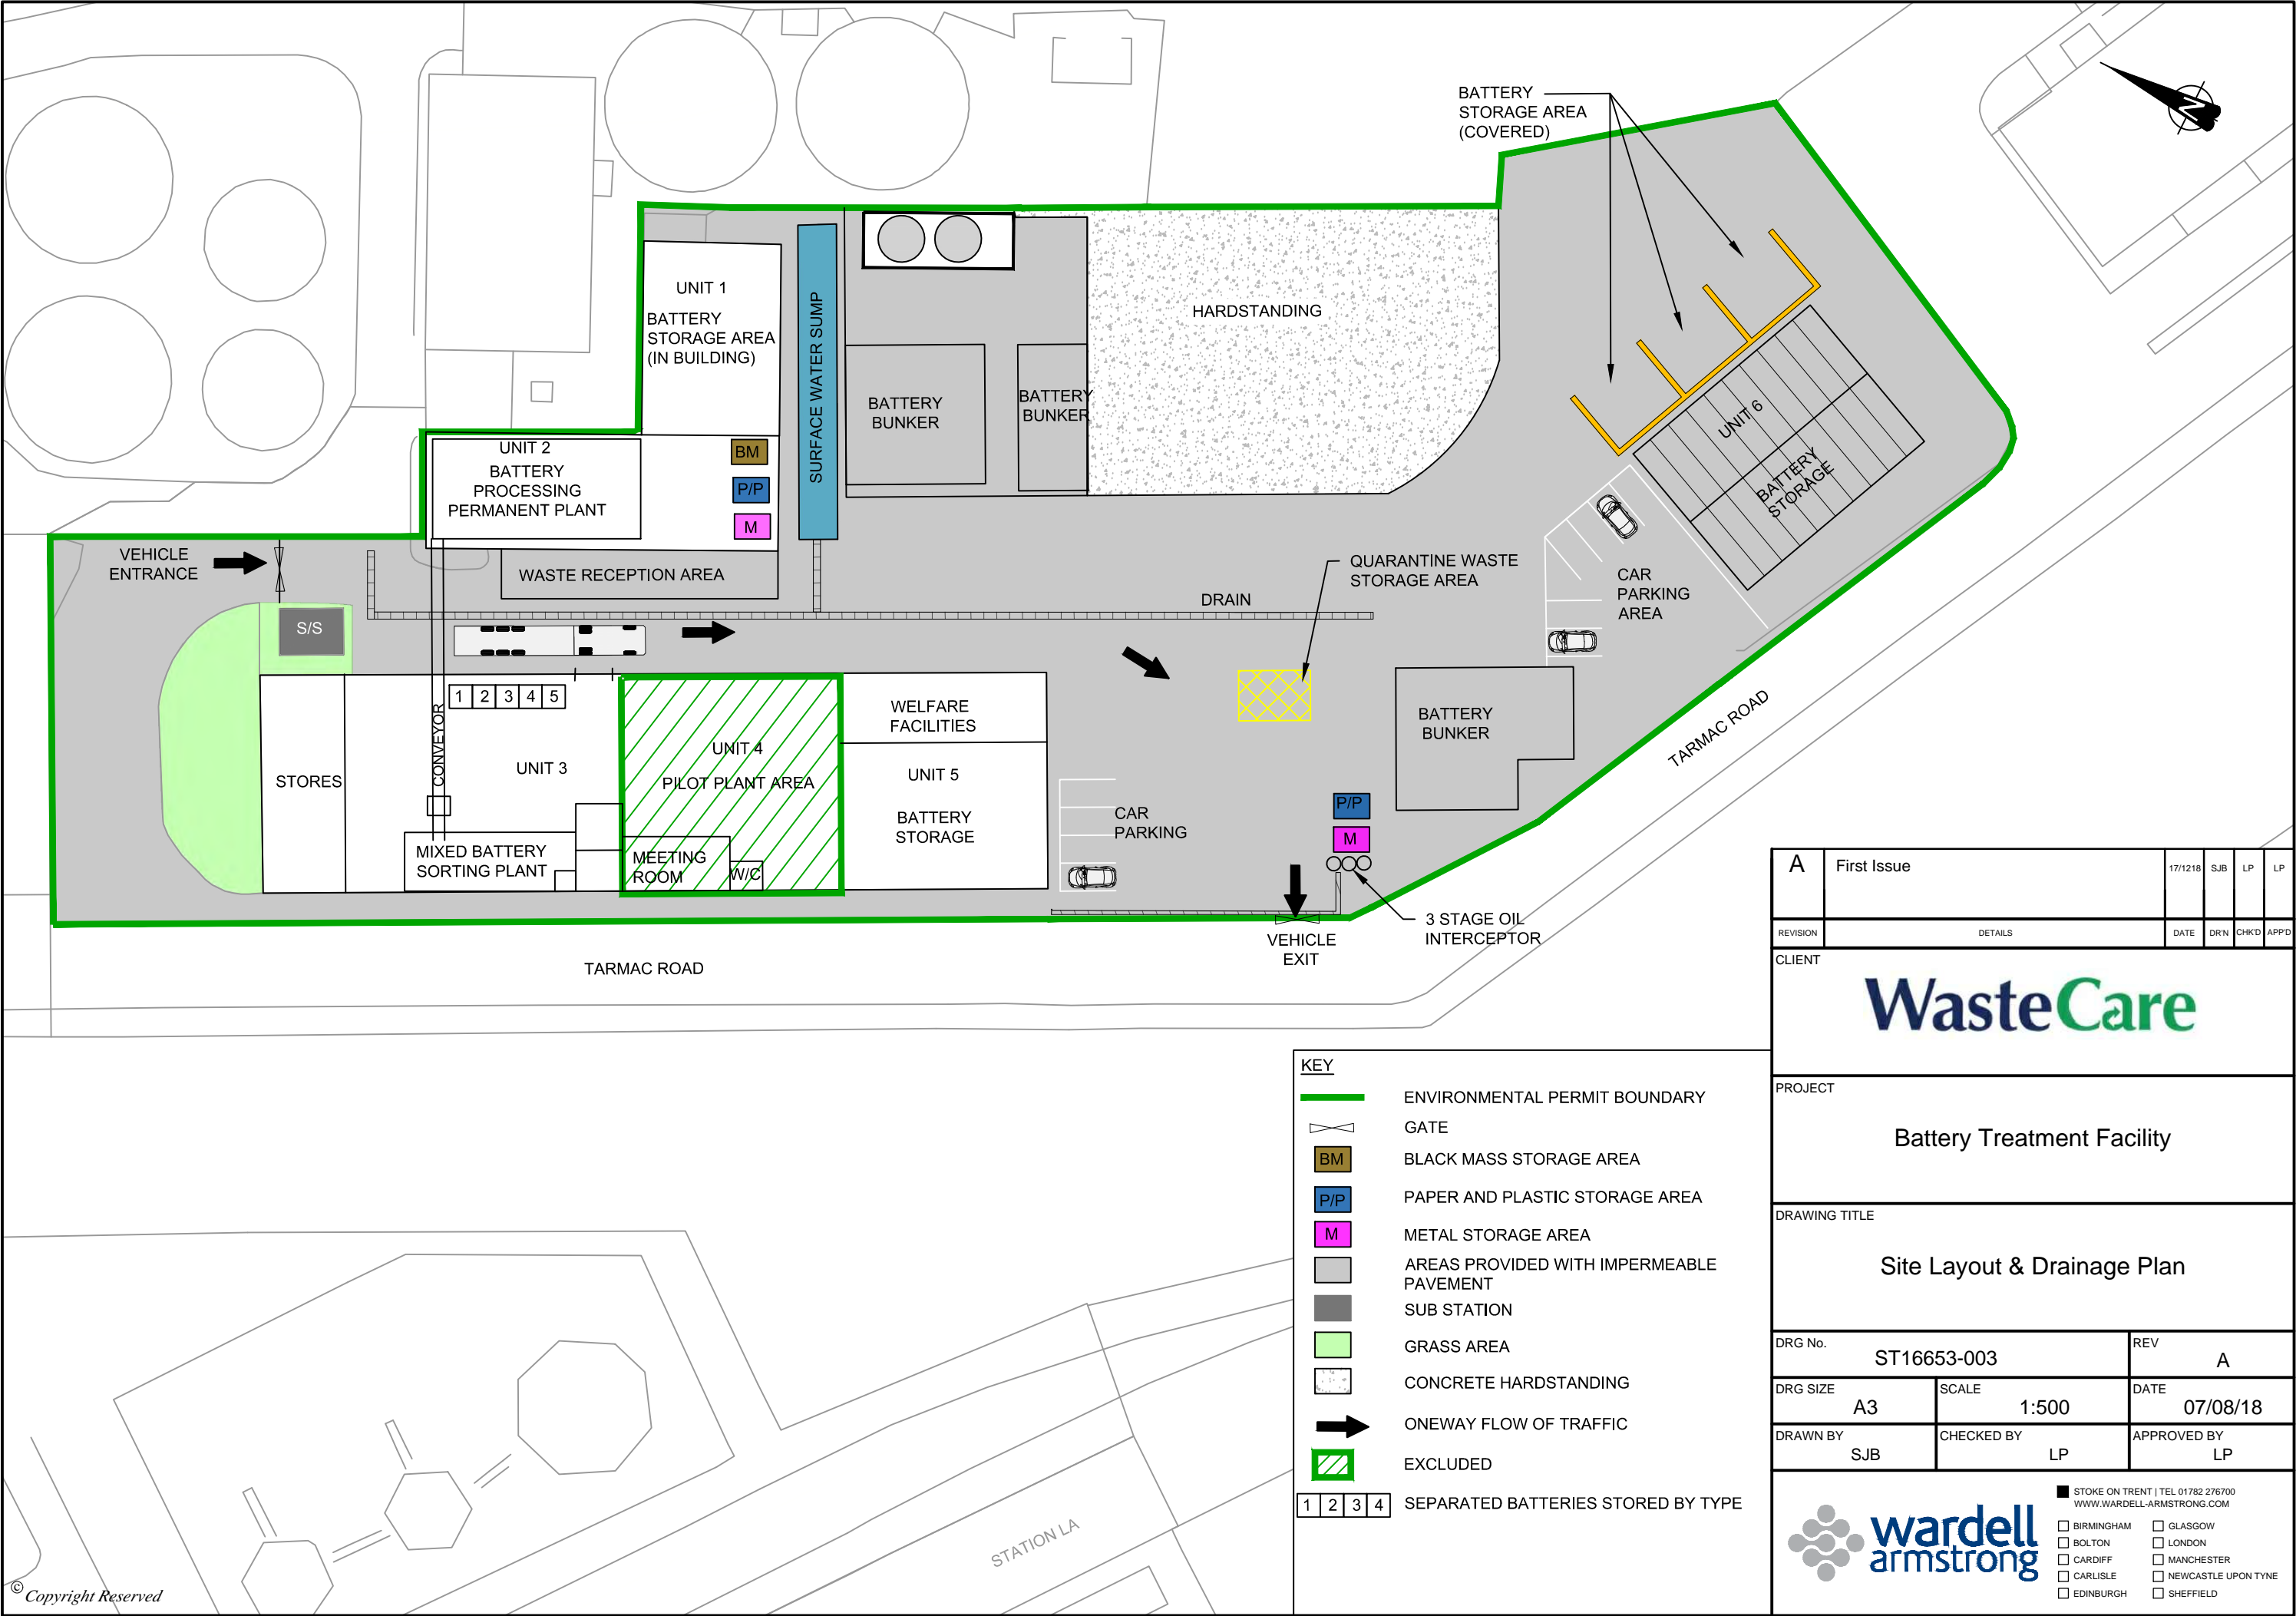 BATTERY
STORAGE AREA
(COVERED)
N
UNIT 1
BATTERY
STORAGE AREA
(IN BUILDING)
SURFACE WATER SUMP
BATTERY
BUNKER
BATTERY
BUNKER
HARDSTANDING
UNIT 6
BATTERY
STORAGE
UNIT 2
BATTERY
PROCESSING
PERMANENT PLANT
BM
P/P
M
VEHICLE
ENTRANCE
WASTE RECEPTION AREA
QUARANTINE WASTE
STORAGE AREA
DRAIN
CAR
PARKING
AREA
S/S
1 2 3 4 5
CONVEYOR
STORES
UNIT 3
MIXED BATTERY
SORTING PLANT
UNIT 4
PILOT PLANT AREA
MEETING
ROOM
W/C
WELFARE
FACILITIES
UNIT 5
BATTERY
STORAGE
CAR
PARKING
BATTERY
BUNKER
P/P
M
TARMAC ROAD
3 STAGE OIL
INTERCEPTOR
VEHICLE
EXIT
TARMAC ROAD
STATION LA
© Copyright Reserved
KEY
ENVIRONMENTAL PERMIT BOUNDARY
GATE
BM BLACK MASS STORAGE AREA
P/P PAPER AND PLASTIC STORAGE AREA
M METAL STORAGE AREA
AREAS PROVIDED WITH IMPERMEABLE
PAVEMENT
SUB STATION
GRASS AREA
CONCRETE HARDSTANDING
ONEWAY FLOW OF TRAFFIC
EXCLUDED
1 2 3 4 SEPARATED BATTERIES STORED BY TYPE
A First Issue 17/1218 SJB LP LP
REVISION DETAILS DATE DR'N CHK'D APP'D
CLIENT
WasteCare
PROJECT
Battery Treatment Facility
DRAWING TITLE
Site Layout & Drainage Plan
DRG No. REV
ST16653-003 A
DRG SIZE SCALE DATE
A3 1:500 07/08/18
DRAWN BY CHECKED BY APPROVED BY
SJB LP LP
wardell
armstrong
STOKE ON TRENT | TEL 01782 276700
WWW.WARDELL-ARMSTRONG.COM
BIRMINGHAM GLASGOW
BOLTON LONDON
CARDIFF MANCHESTER
CARLISLE NEWCASTLE UPON TYNE
EDINBURGH SHEFFIELD